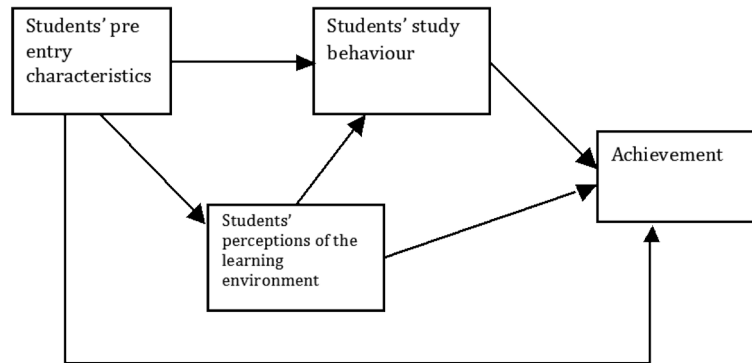 Students’ pre
entry
characteristics
Students’ study
behaviour
Achievement
Students’
perceptions of the
learning
environment